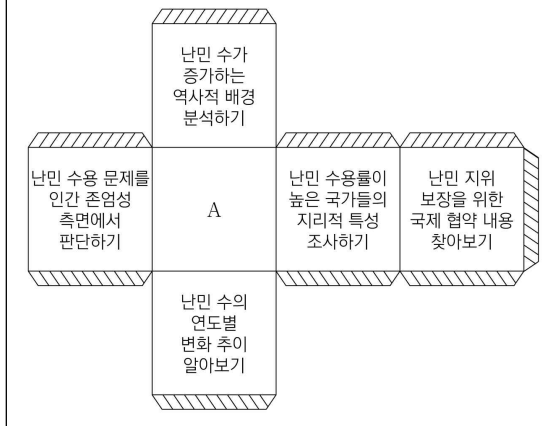 난민 수가
증가하는
역사적 배경
분석하기
난민 수용 문제를
인간 존엄성
측면에서
판단하기
A
난민 수용률이
높은 국가들의
지리적 특성
조사하기
난민 지위
보장을 위한
국제 협약 내용
찾아보기
난민 수의
연도별
변화 추이
알아보기